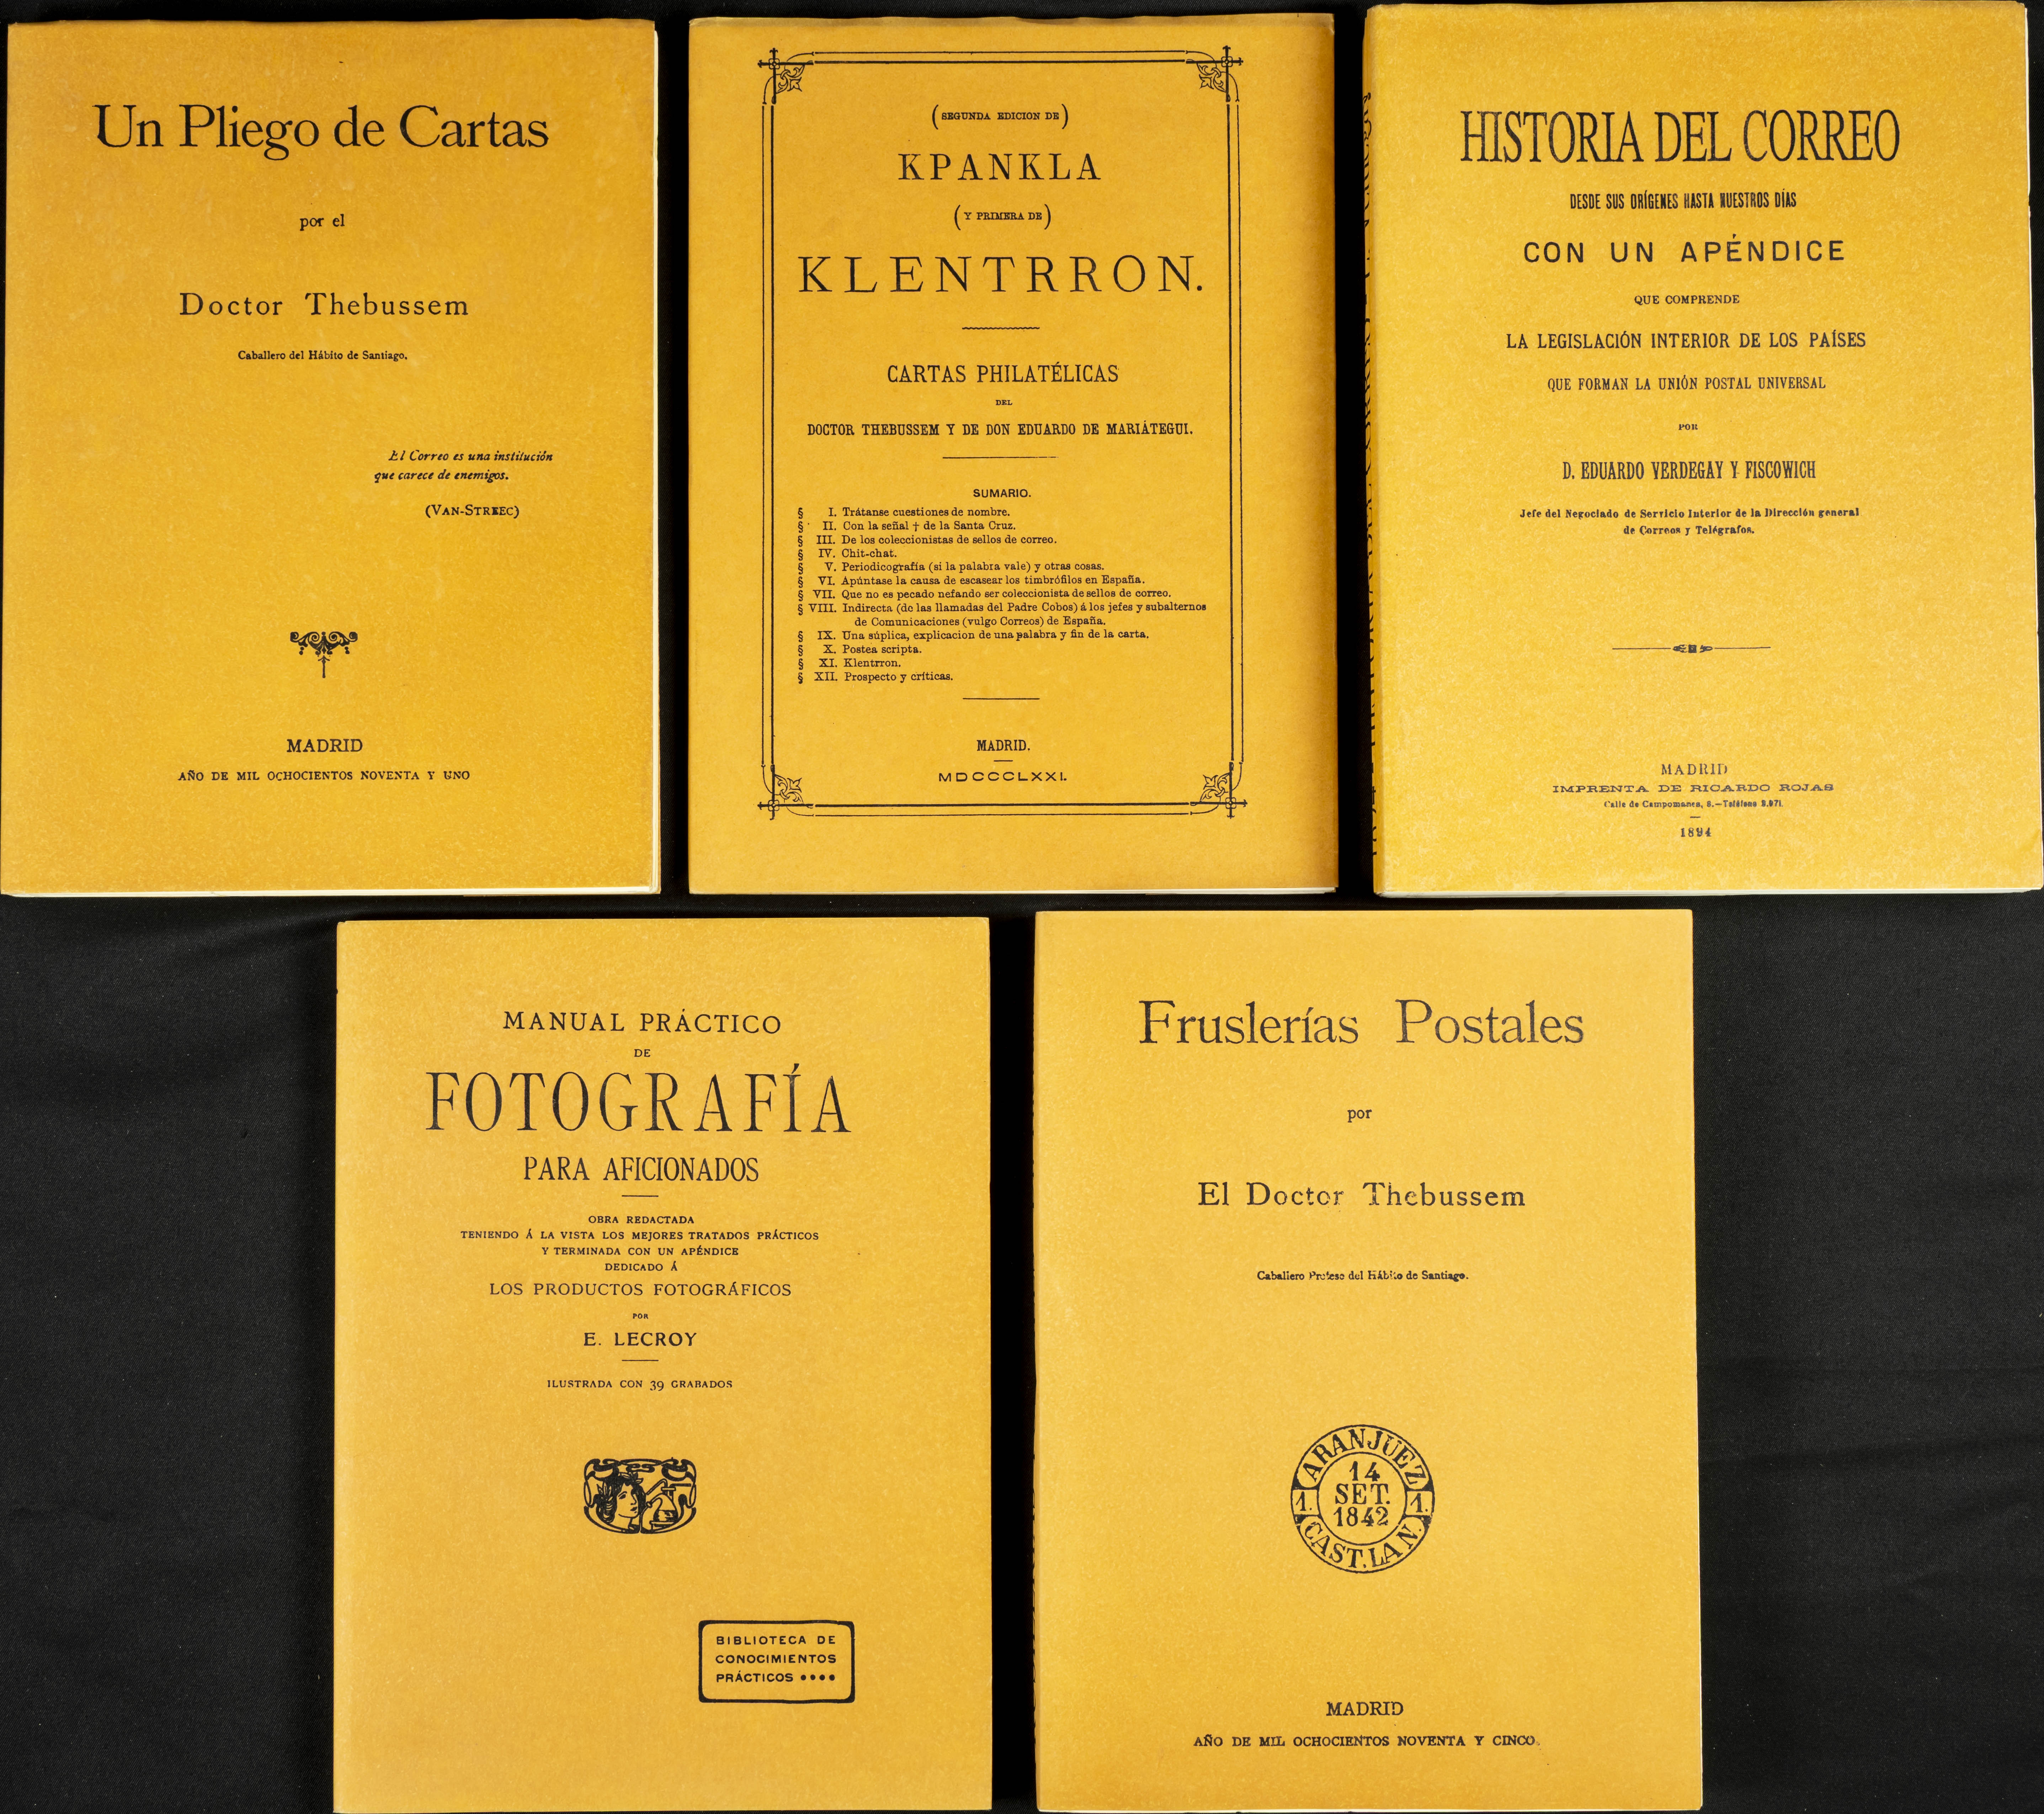 Un Pliego de Cartas
por el
Doctor Thebussem
Caballero del Hábito de Santiago.
El Correo es una institución
que carece de enemigos.
(VAN-STREEC)
MADRID
AÑO DE MIL OCHOCIENTOS NOVENTA Y UNO
(SEGUNDA EDICION DE)
KPANKLA
(Y PRIMERA DE)
KLENTRRON.
CARTAS PHILATÉLICAS
DEL
DOCTOR THEBUSSEM Y DE DON EDUARDO DE MARIÁTEGUI.
SUMARIO.
§ I. Trátanse cuestiones de nombre.
§ II. Con la señal † de la Santa Cruz.
§ III. De los coleccionistas de sellos de correo.
§ IV. Chit-chat.
§ V. Periodicografía (si la palabra vale) y otras cosas.
§ VI. Apúntase la causa de escasear los timbrófilos en España.
§ VII. Que no es pecado nefando ser coleccionista de sellos de correo.
§ VIII. Indirecta (de las llamadas del Padre Cobos) á los jefes y subalternos
de Comunicaciones (vulgo Correos) de España.
§ IX. Una súplica, explicacion de una palabra y fin de la carta.
§ X. Postea scripta.
§ XI. Klentrron.
§ XII. Prospecto y críticas.
MADRID.
MDCCCLXXI.
HISTORIA DEL CORREO
DESDE SUS ORÍGENES HASTA NUESTROS DÍAS
CON UN APÉNDICE
QUE COMPRENDE
LA LEGISLACIÓN INTERIOR DE LOS PAÍSES
QUE FORMAN LA UNIÓN POSTAL UNIVERSAL
POR
D. EDUARDO VERDEGAY Y FISCOWICH
Jefe del Negociado de Servicio Interior de la Dirección general
de Correos y Telégrafos.
MADRID
IMPRENTA DE RICARDO ROJAS
Calle de Campomanes, 8.—Teléfono 3.071.
1894
MANUAL PRÁCTICO
DE
FOTOGRAFÍA
PARA AFICIONADOS
OBRA REDACTADA
TENIENDO Á LA VISTA LOS MEJORES TRATADOS PRÁCTICOS
Y TERMINADA CON UN APÉNDICE
DEDICADO Á
LOS PRODUCTOS FOTOGRÁFICOS
POR
E. LECROY
ILUSTRADA CON 39 GRABADOS
BIBLIOTECA DE
CONOCIMIENTOS
PRÁCTICOS ••••
Fruslerías Postales
por
El Doctor Thebussem
Caballero Profeso del Hábito de Santiago.
ARANJUEZ
14
SET.
1842
1. 1.
CAST.LA N.
MADRID
AÑO DE MIL OCHOCIENTOS NOVENTA Y CINCO.